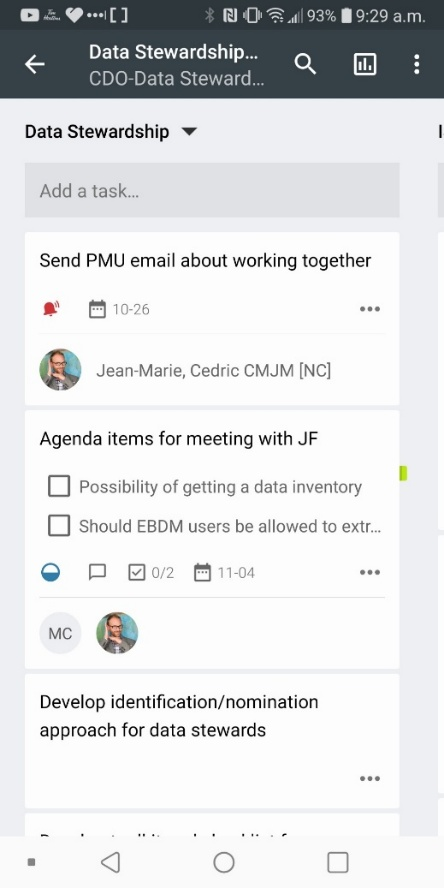 93% 9:29 a.m.
Data Stewardship...
CDO-Data Steward...
Data Stewardship
Add a task...
Send PMU email about working together
10-26
Jean-Marie, Cedric CMJM [NC]
Agenda items for meeting with JF
Possibility of getting a data inventory
Should EBDM users be allowed to extr...
0/2 11-04
MC
Develop identification/nomination
approach for data stewards